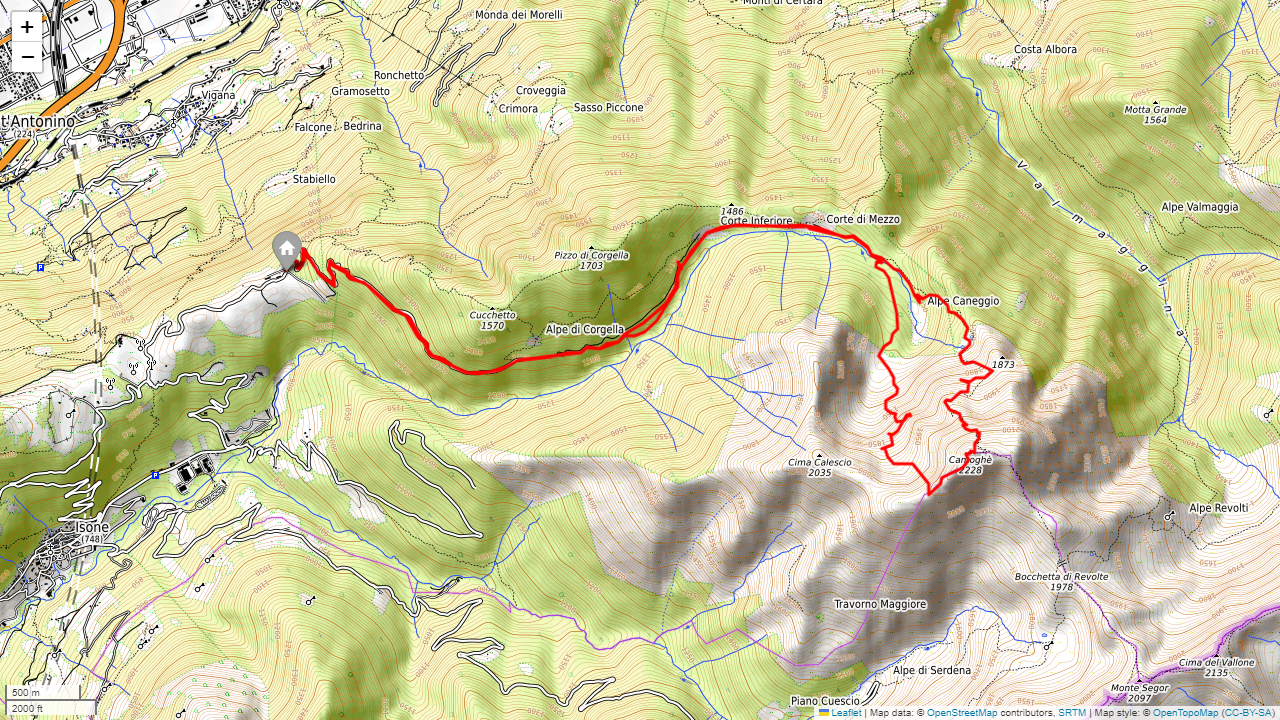 +
−
Monda dei Morelli
Monti di Certara
Costa Albora
Ronchetto
Vigana
Gramosetto
Croveggia
Crimora
Sasso Piccone
Motta Grande
1564
t'Antonino
(224)
Falcone
Bedrina
Valmaggina
Stabiello
Alpe Valmaggia
1486
Corte Inferiore
Corte di Mezzo
Pizzo di Corgella
1703
Alpe Caneggio
Cucchetto
1570
Alpe di Corgella
1873
Cima Calescio
2035
Camoghè
2228
Isone
(748)
Alpe Revolti
Bocchetta di Revolte
1978
Travorno Maggiore
Alpe di Serdena
Cima del Vallone
2135
Monte Segor
2097
Piano Cuescio
500 m
2000 ft
Leaflet | Map data: © OpenStreetMap contributors, SRTM | Map style: © OpenTopoMap (CC-BY-SA)